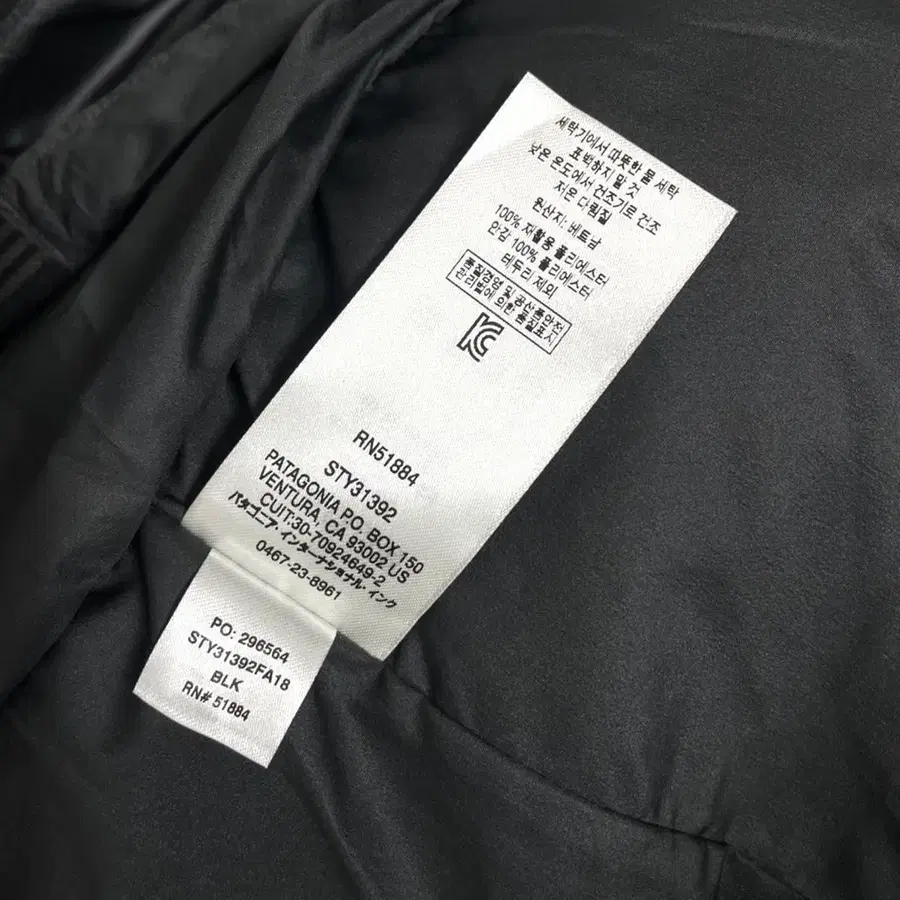 세탁기에서 따뜻한 물 세탁
표백하지 말 것
낮은 온도에서 건조기로 건조
저온 다림질
원산지: 베트남
100% 재활용 폴리에스터
안감 100% 폴리에스터
테두리 제외
품질경영 및 공산품안전
관리법에 의한 품질표시
RN51884
STY31392
PATAGONIA P.O. BOX 150
VENTURA, CA 93002 US
CUIT:30-70924649-2
パタゴニア・インターナショナル・インク
0467-23-8961
PO: 296564
STY31392FA18
BLK
RN# 51884